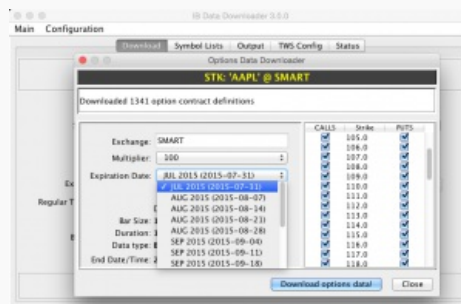 IB Data Downloader 3.0.0
Main Configuration
Download Symbol Lists Output TWS Config Status
Options Data Downloader
STK: 'AAPL' @ SMART
Downloaded 1341 option contract definitions
Exchange: SMART
Multiplier: 100
Expiration Date: JUL 2015 (2015-07-31)
✓ JUL 2015 (2015-07-31)
AUG 2015 (2015-08-07)
AUG 2015 (2015-08-14)
AUG 2015 (2015-08-21)
AUG 2015 (2015-08-28)
SEP 2015 (2015-09-04)
SEP 2015 (2015-09-11)
SEP 2015 (2015-09-18)
Bar Size: 1
Duration: 1
Data type:
End Date/Time: 2
Ex
Regular T
CALLS Strike PUTS
105.0
106.0
107.0
108.0
109.0
110.0
111.0
112.0
113.0
114.0
115.0
116.0
117.0
118.0
Download options data! Close